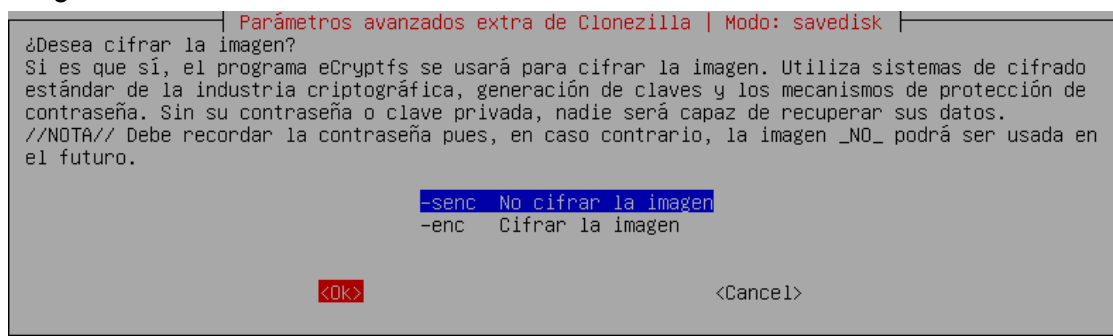 Parámetros avanzados extra de Clonezilla | Modo: savedisk
¿Desea cifrar la imagen?
Si es que sí, el programa eCryptfs se usará para cifrar la imagen. Utiliza sistemas de cifrado
estándar de la industria criptográfica, generación de claves y los mecanismos de protección de
contraseña. Sin su contraseña o clave privada, nadie será capaz de recuperar sus datos.
//NOTA// Debe recordar la contraseña pues, en caso contrario, la imagen _NO_ podrá ser usada en
el futuro.
-senc No cifrar la imagen
-enc Cifrar la imagen
<Ok> <Cancel>